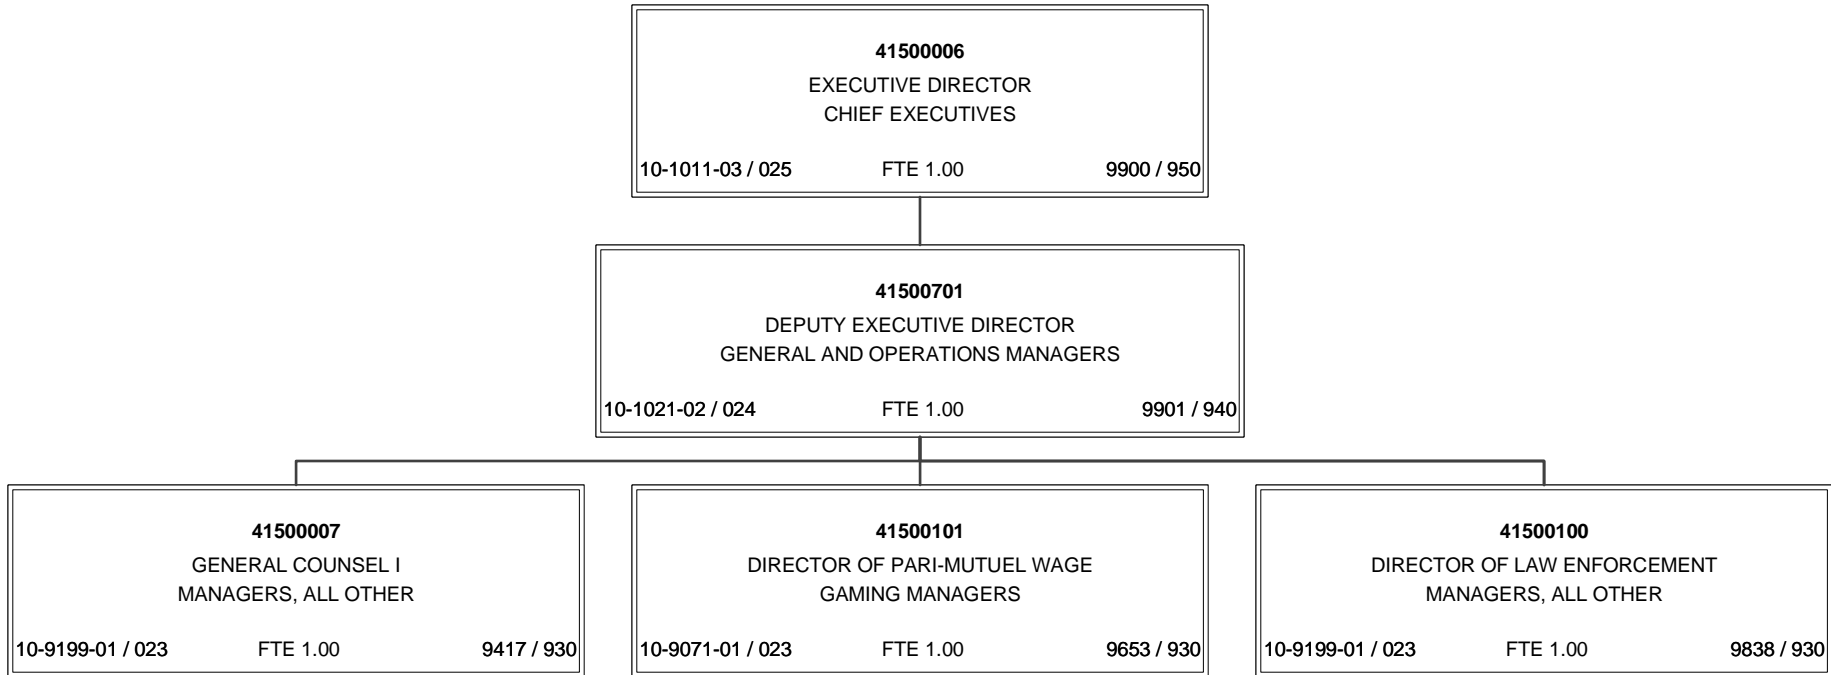 41500006
EXECUTIVE DIRECTOR
CHIEF EXECUTIVES
10-1011-03 / 025 FTE 1.00 9900 / 950
41500701
DEPUTY EXECUTIVE DIRECTOR
GENERAL AND OPERATIONS MANAGERS
10-1021-02 / 024 FTE 1.00 9901 / 940
41500007
GENERAL COUNSEL I
MANAGERS, ALL OTHER
10-9199-01 / 023 FTE 1.00 9417 / 930
41500101
DIRECTOR OF PARI-MUTUEL WAGE
GAMING MANAGERS
10-9071-01 / 023 FTE 1.00 9653 / 930
41500100
DIRECTOR OF LAW ENFORCEMENT
MANAGERS, ALL OTHER
10-9199-01 / 023 FTE 1.00 9838 / 930